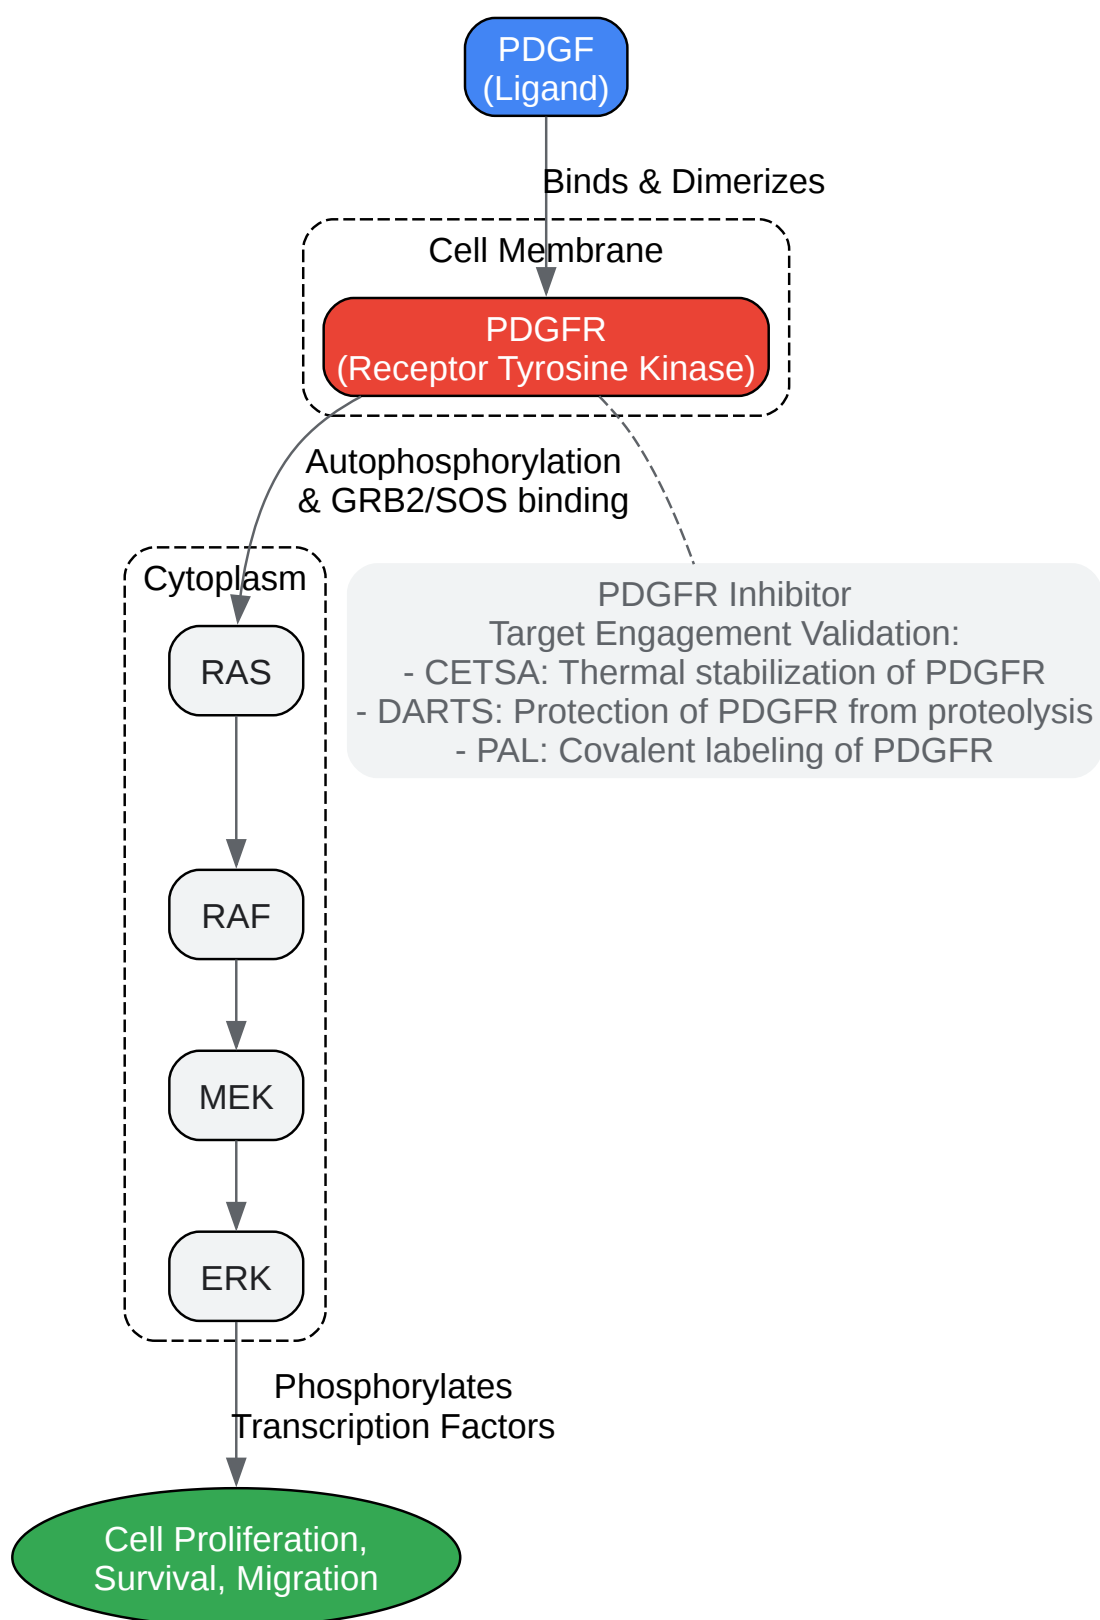 PDGF
(Ligand)
Binds & Dimerizes
Cell Membrane
PDGFR
(Receptor Tyrosine Kinase)
Autophosphorylation
& GRB2/SOS binding
Cytoplasm
RAS
PDGFR Inhibitor
Target Engagement Validation:
- CETSA: Thermal stabilization of PDGFR
- DARTS: Protection of PDGFR from proteolysis
- PAL: Covalent labeling of PDGFR
RAF
MEK
ERK
Phosphorylates
Transcription Factors
Cell Proliferation,
Survival, Migration